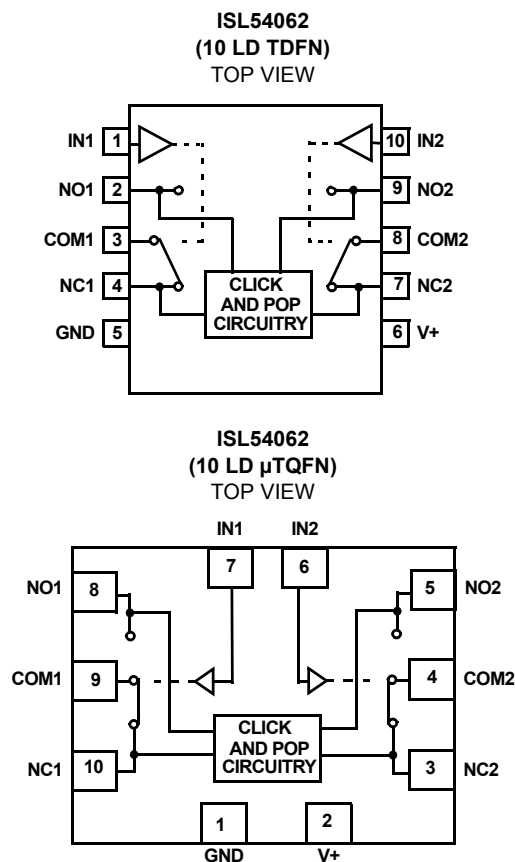 ISL54062
(10 LD TDFN)
TOP VIEW
IN1 1 10 IN2
NO1 2 9 NO2
COM1 3 8 COM2
NC1 4 7 NC2
CLICK
AND POP
CIRCUITRY
GND 5 6 V+
ISL54062
(10 LD µTQFN)
TOP VIEW
IN1 IN2
7 6
NO1 8 5 NO2
COM1 9 4 COM2
CLICK
AND POP
CIRCUITRY
NC1 10 3 NC2
1 2
GND V+